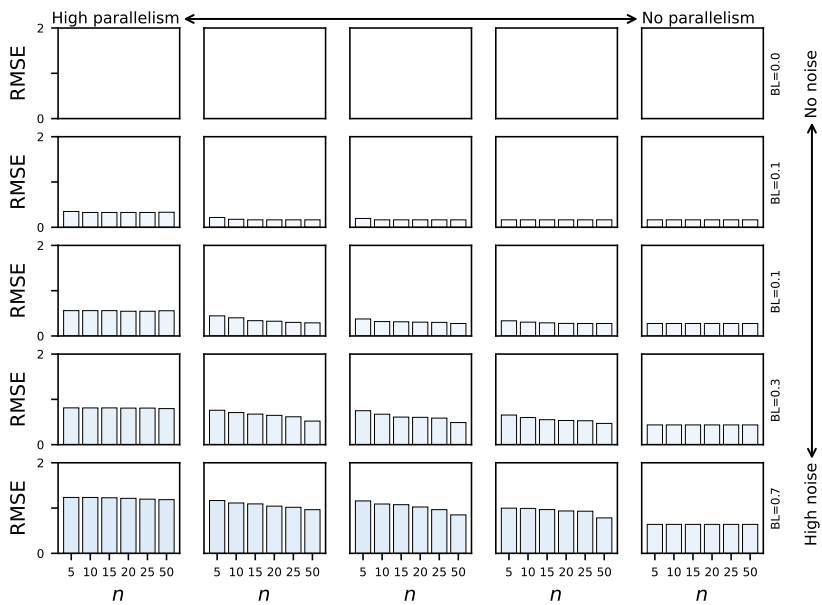 High parallelism No parallelism
2
RMSE
0
BL=0.0
No noise
2
RMSE
0
BL=0.1
2
RMSE
0
BL=0.1
2
RMSE
0
BL=0.3
2
RMSE
0
BL=0.7
High noise
5 10 15 20 25 50 5 10 15 20 25 50 5 10 15 20 25 50 5 10 15 20 25 50 5 10 15 20 25 50
n n n n n